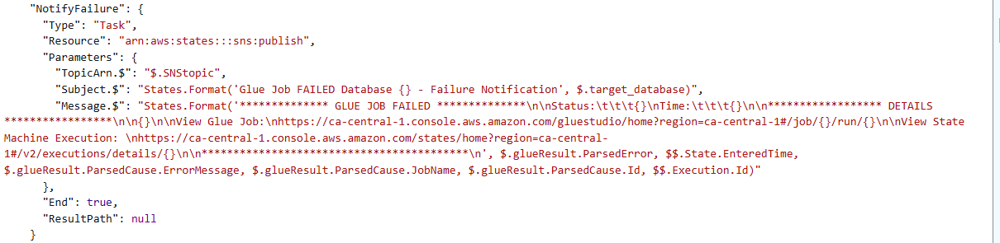 "NotifyFailure": {
"Type": "Task",
"Resource": "arn:aws:states:::sns:publish",
"Parameters": {
"TopicArn.$": "$.SNStopic",
"Subject.$": "States.Format('Glue Job FAILED Database {} - Failure Notification', $.target_database)",
"Message.$": "States.Format('************** GLUE JOB FAILED **************\n\nStatus:\t\t\t{}\nTime:\t\t\t{}\n\n****************** DETAILS
*****************\n\n{}\n\nView Glue Job:\nhttps://ca-central-1.console.aws.amazon.com/gluestudio/home?region=ca-central-1#/job/{}/run/{}\n\nView State
Machine Execution: \nhttps://ca-central-1.console.aws.amazon.com/states/home?region=ca-central-
1#/v2/executions/details/{}\n\n******************************************\n', $.glueResult.ParsedError, $$.State.EnteredTime,
$.glueResult.ParsedCause.ErrorMessage, $.glueResult.ParsedCause.JobName, $.glueResult.ParsedCause.Id, $$.Execution.Id)"
},
"End": true,
"ResultPath": null
}